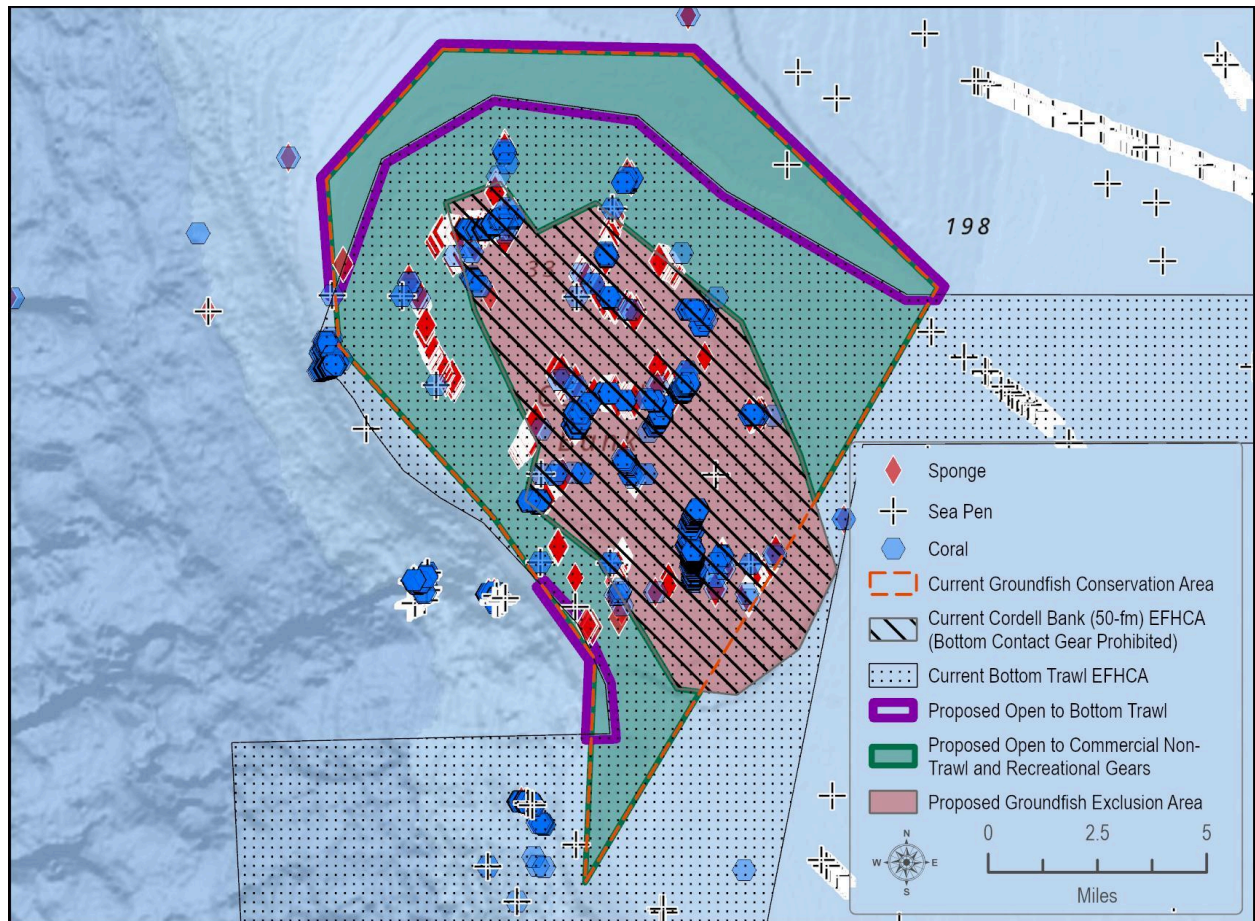 198
33
Bank
Sponge
Sea Pen
Coral
Current Groundfish Conservation Area
Current Cordell Bank (50-fm) EFHCA
(Bottom Contact Gear Prohibited)
Current Bottom Trawl EFHCA
Proposed Open to Bottom Trawl
Proposed Open to Commercial Non-
Trawl and Recreational Gears
Proposed Groundfish Exclusion Area
N
W E
S
0 2.5 5
Miles